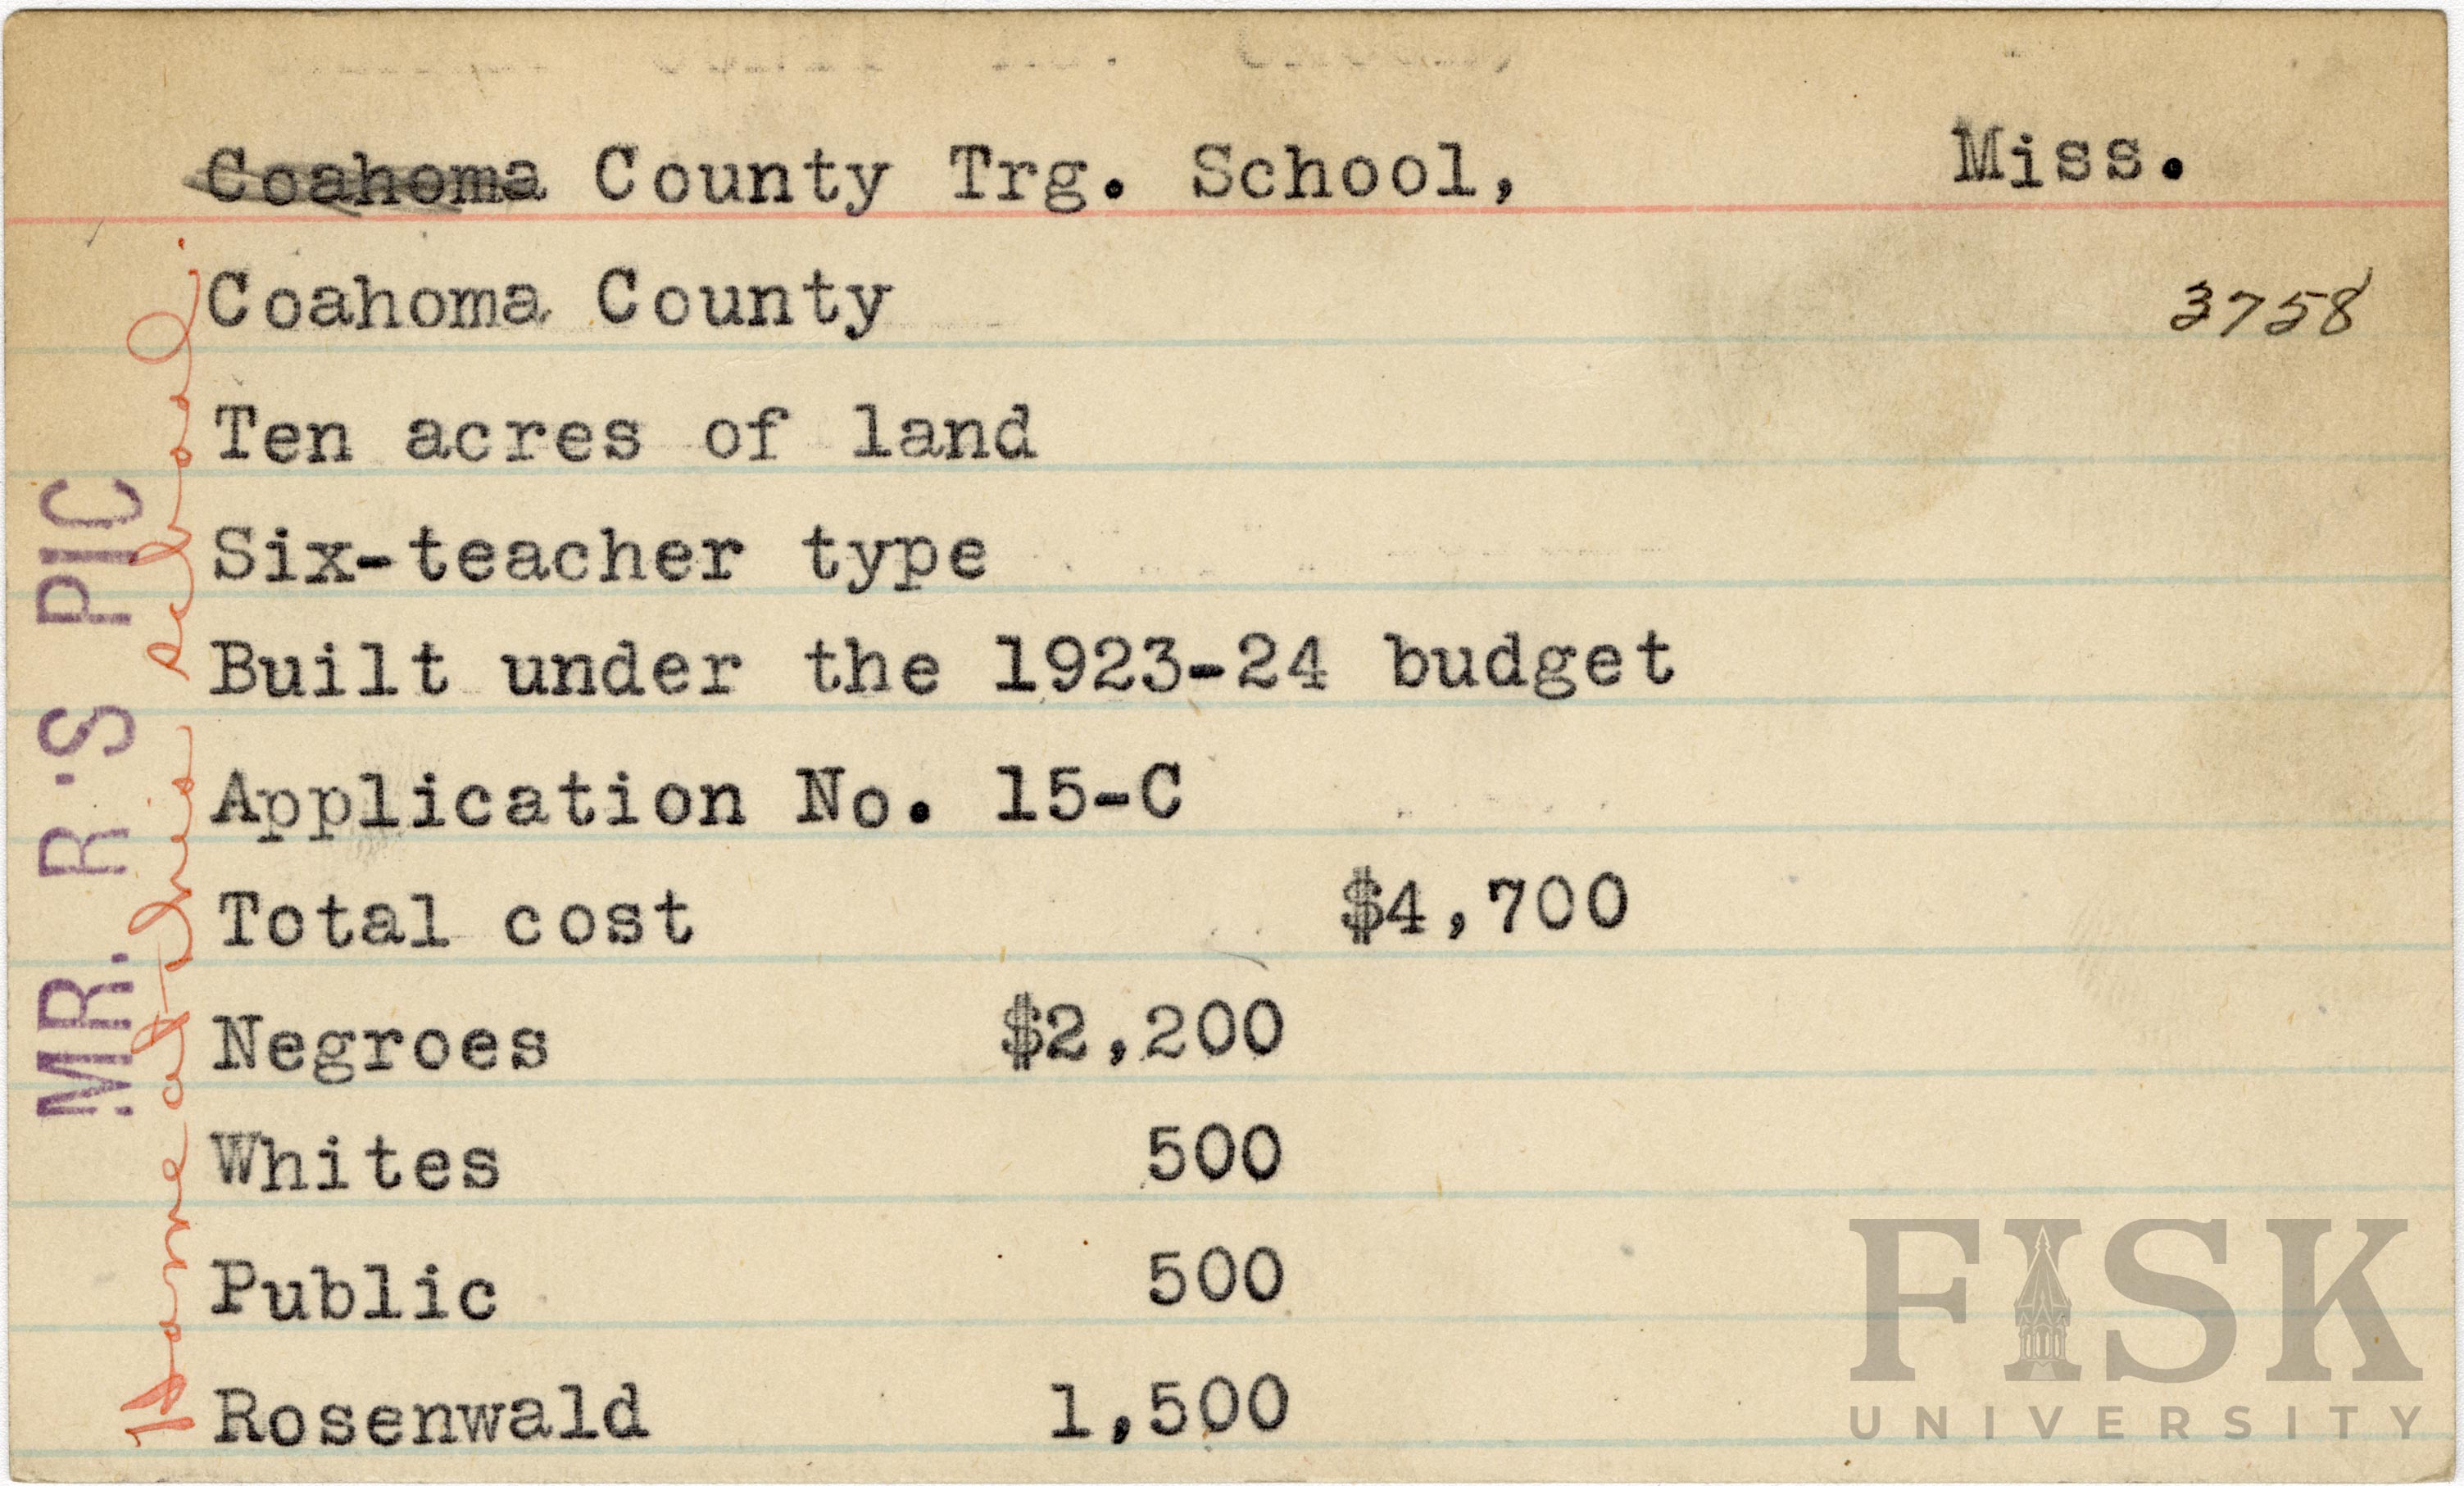 Coahoma County Trg. School, Miss.
Coahoma County 3758
Ten acres of land
Six-teacher type
Built under the 1923-24 budget
Application No. 15-C
Total cost $4,700
Negroes $2,200
Whites 500
Public 500
Rosenwald 1,500
MR. R'S PIC
Home at this school.
FISK
UNIVERSITY